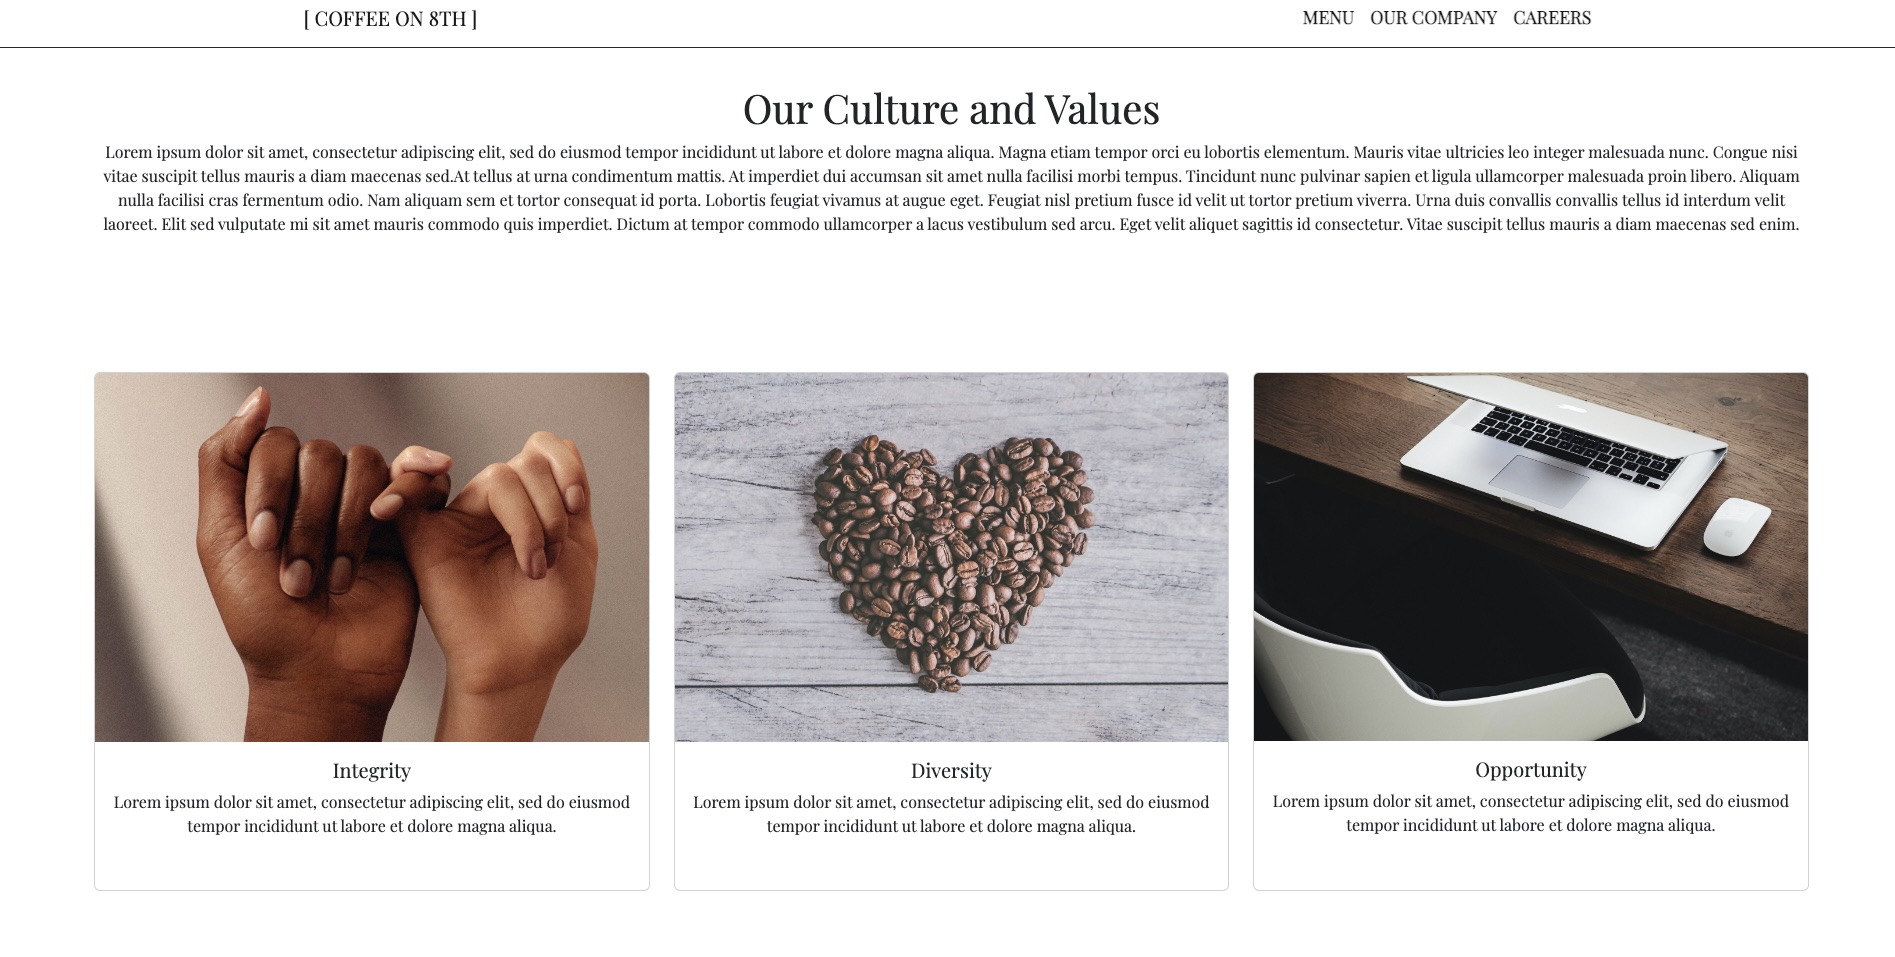 [ COFFEE ON 8TH ]
MENU OUR COMPANY CAREERS
Our Culture and Values
Lorem ipsum dolor sit amet, consectetur adipiscing elit, sed do eiusmod tempor incididunt ut labore et dolore magna aliqua. Magna etiam tempor orci eu lobortis elementum. Mauris vitae ultricies leo integer malesuada nunc. Congue nisi
vitae suscipit tellus mauris a diam maecenas sed.At tellus at urna condimentum mattis. At imperdiet dui accumsan sit amet nulla facilisi morbi tempus. Tincidunt nunc pulvinar sapien et ligula ullamcorper malesuada proin libero. Aliquam
nulla facilisi cras fermentum odio. Nam aliquam sem et tortor consequat id porta. Lobortis feugiat vivamus at augue eget. Feugiat nisl pretium fusce id velit ut tortor pretium viverra. Urna duis convallis convallis tellus id interdum velit
laoreet. Elit sed vulputate mi sit amet mauris commodo quis imperdiet. Dictum at tempor commodo ullamcorper a lacus vestibulum sed arcu. Eget velit aliquet sagittis id consectetur. Vitae suscipit tellus mauris a diam maecenas sed enim.
Integrity
Lorem ipsum dolor sit amet, consectetur adipiscing elit, sed do eiusmod
tempor incididunt ut labore et dolore magna aliqua.
Diversity
Lorem ipsum dolor sit amet, consectetur adipiscing elit, sed do eiusmod
tempor incididunt ut labore et dolore magna aliqua.
Opportunity
Lorem ipsum dolor sit amet, consectetur adipiscing elit, sed do eiusmod
tempor incididunt ut labore et dolore magna aliqua.